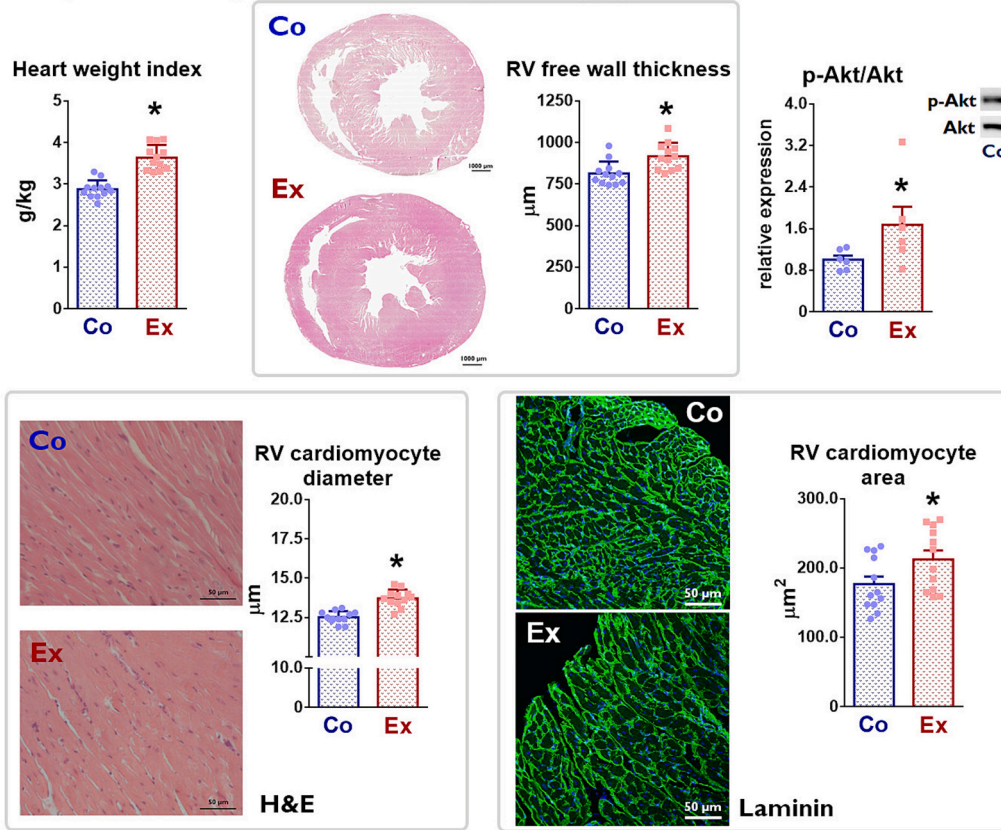 Heart weight index
g/kg
5
4
3
2
1
0
*
Co Ex
Co
1000 µm
Ex
1000 µm
RV free wall thickness
µm
1250
1000
750
500
250
0
*
Co Ex
p-Akt/Akt
relative expression
4.0
3.2
2.4
1.6
0.8
0
*
Co Ex
p-Akt
Akt
Co
Co
50 µm
Ex
50 µm
RV cardiomyocyte
diameter
µm
20.0
17.5
15.0
12.5
10.0
0
*
Co Ex
H&E
Co
50 µm
Ex
50 µm
RV cardiomyocyte
area
µm²
300.0
200.0
100.0
0
*
Co Ex
Laminin